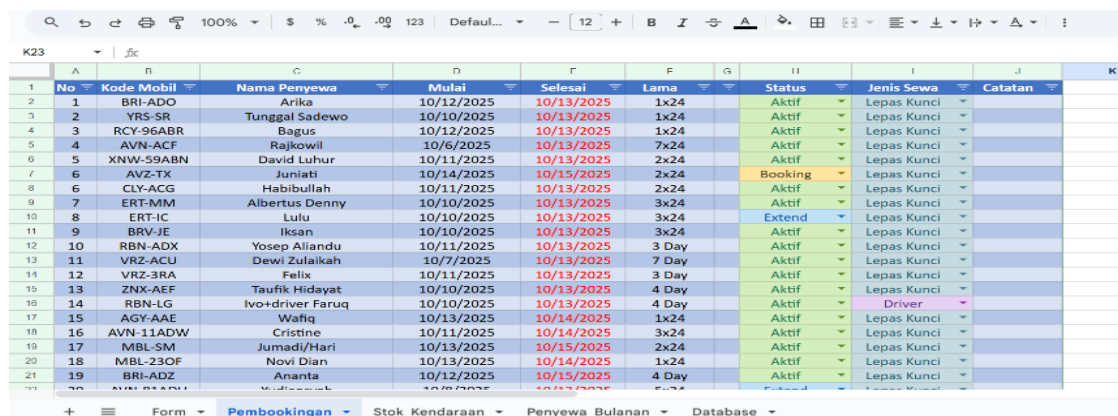 100% $ % .0 .00 123 Defaul... 12 B I A
K23 fx
A B C D E F G H I J K
1 No Kode Mobil Nama Penyewa Mulai Selesai Lama Status Jenis Sewa Catatan
2 1 BRI-ADO Arika 10/12/2025 10/13/2025 1x24 Aktif Lepas Kunci
3 2 YRS-SR Tunggal Sadewo 10/10/2025 10/13/2025 1x24 Aktif Lepas Kunci
4 3 RCY-96ABR Bagus 10/12/2025 10/13/2025 1x24 Aktif Lepas Kunci
5 4 AVN-ACF Rajkowil 10/6/2025 10/13/2025 7x24 Aktif Lepas Kunci
6 5 XNW-59ABN David Luhur 10/11/2025 10/13/2025 2x24 Aktif Lepas Kunci
7 6 AVZ-TX Juniati 10/14/2025 10/15/2025 2x24 Booking Lepas Kunci
8 6 CLY-ACG Habibullah 10/11/2025 10/13/2025 2x24 Aktif Lepas Kunci
9 7 ERT-MM Albertus Denny 10/10/2025 10/13/2025 3x24 Aktif Lepas Kunci
10 8 ERT-IC Lulu 10/10/2025 10/13/2025 3x24 Extend Lepas Kunci
11 9 BRV-JE Iksan 10/10/2025 10/13/2025 3x24 Aktif Lepas Kunci
12 10 RBN-ADX Yosep Aliandu 10/11/2025 10/13/2025 3 Day Aktif Lepas Kunci
13 11 VRZ-ACU Dewi Zulaikah 10/7/2025 10/13/2025 7 Day Aktif Lepas Kunci
14 12 VRZ-3RA Felix 10/11/2025 10/13/2025 3 Day Aktif Lepas Kunci
15 13 ZNX-AEF Taufik Hidayat 10/10/2025 10/13/2025 4 Day Aktif Lepas Kunci
16 14 RBN-LG Ivo+driver Faruq 10/10/2025 10/13/2025 4 Day Aktif Driver
17 15 AGY-AAE Wafiq 10/13/2025 10/14/2025 1x24 Aktif Lepas Kunci
18 16 AVN-11ADW Cristine 10/11/2025 10/14/2025 3x24 Aktif Lepas Kunci
19 17 MBL-SM Jumadi/Hari 10/13/2025 10/15/2025 2x24 Aktif Lepas Kunci
20 18 MBL-23OF Novi Dian 10/13/2025 10/14/2025 1x24 Aktif Lepas Kunci
21 19 BRI-ADZ Ananta 10/12/2025 10/15/2025 4 Day Aktif Lepas Kunci
Form Pembookingan Stok Kendaraan Penyewa Bulanan Database